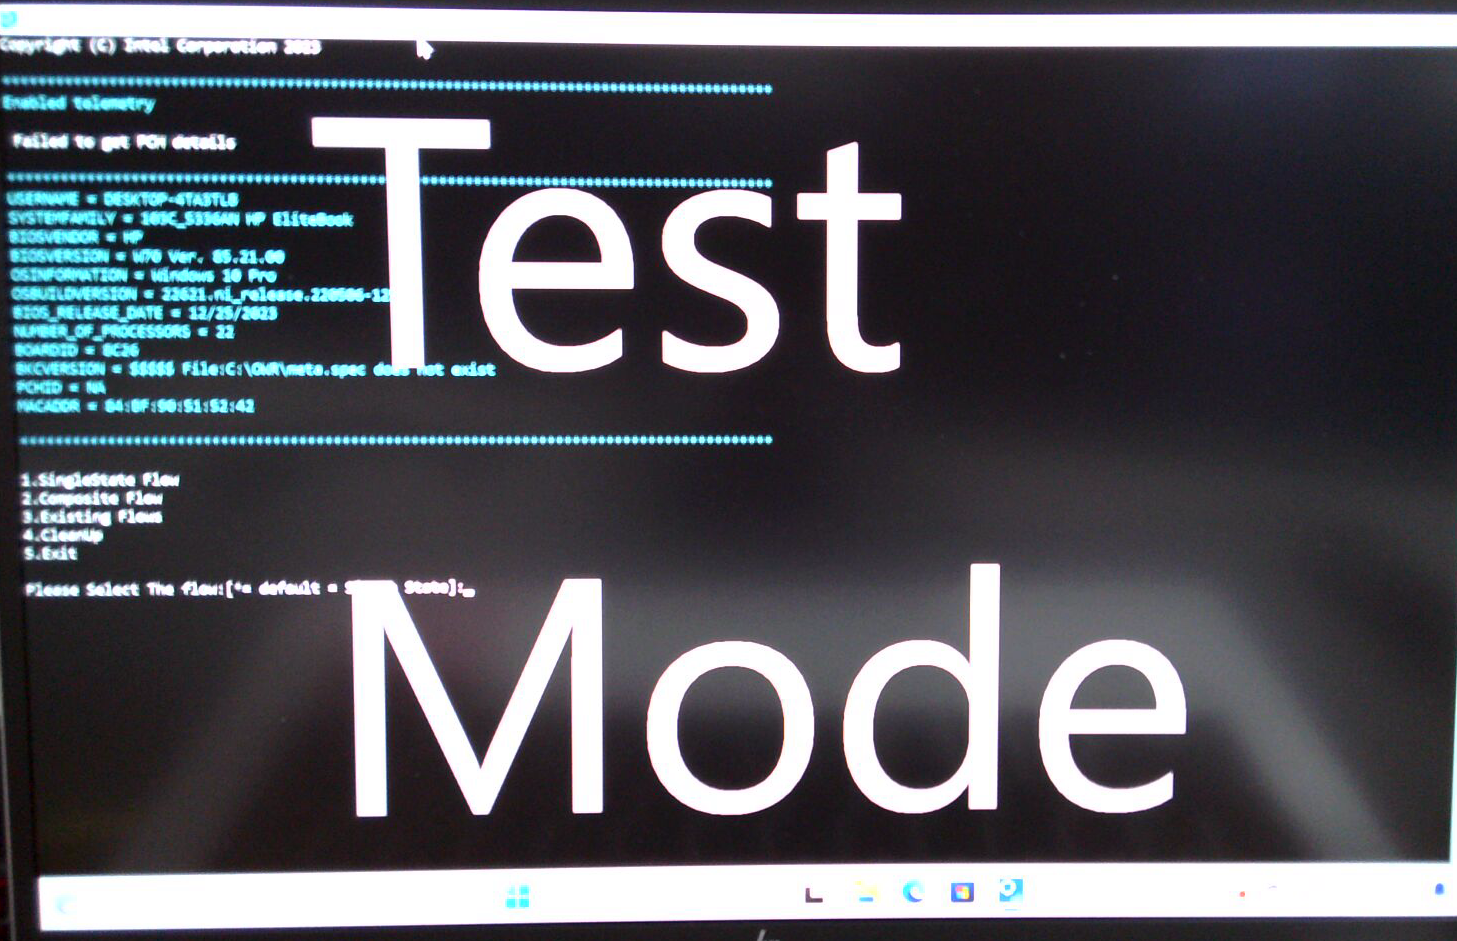 Copyright (C) Intel Corporation 2023
Enabled telemetry
Failed to get PCH details
USERNAME = DESKTOP-4TA3TLB
SYSTEMFAMILY = 103C_5336AN HP EliteBook
BIOSVENDOR = HP
BIOSVERSION = W70 Ver. 85.21.00
OSINFORMATION = Windows 10 Pro
OSBUILDVERSION = 22621.ni_release.220506-12
BIOS_RELEASE_DATE = 12/25/2023
NUMBER_OF_PROCESSORS = 22
BOARDID = 8C26
BKCVERSION = $$$$$ File:C:\OWR\meta.spec does not exist
PCHID = NA
MACADDR = 84:BF:90:51:52:42
1.SingleState Flow
2.Composite Flow
3.Existing Flows
4.CleanUp
5.Exit
Please Select The flow:[*= default = State]:_
Test
Mode